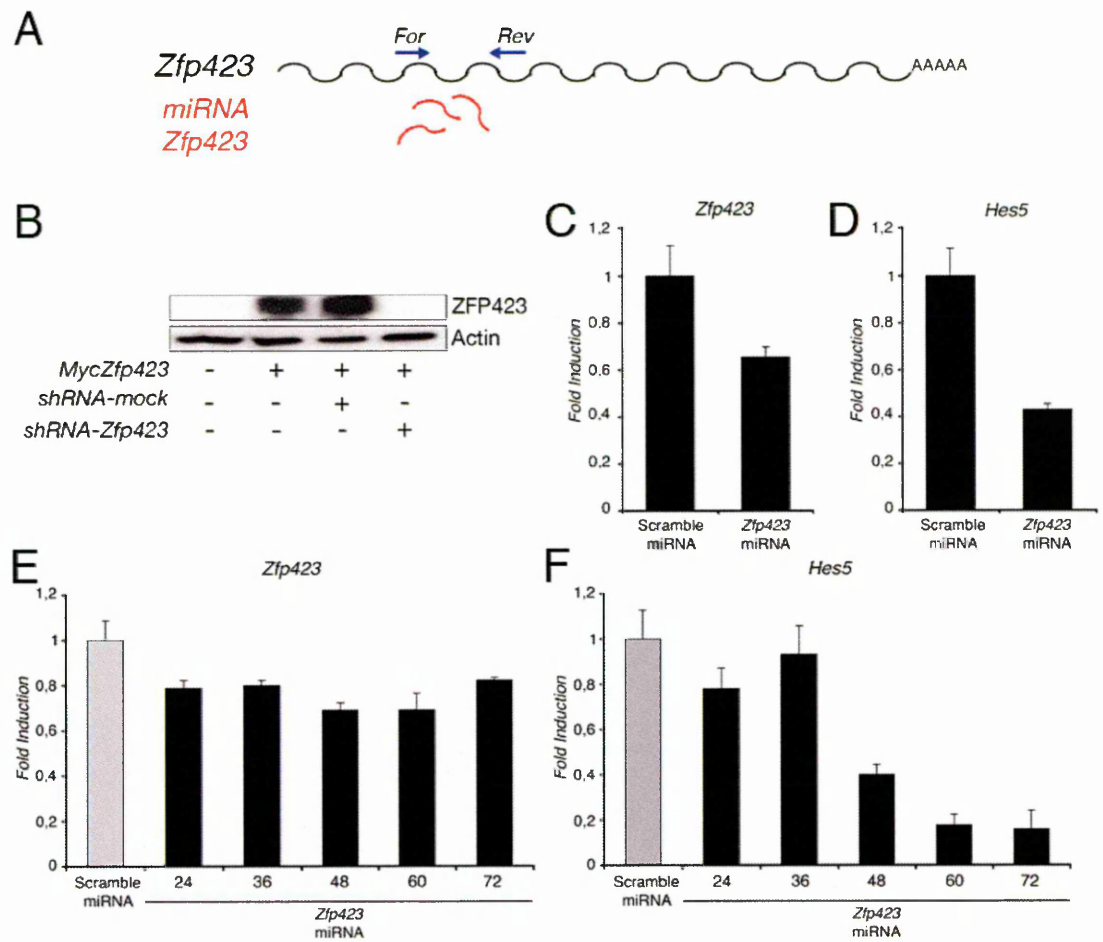 A
For Rev
Zfp423
AAAAA
miRNA
Zfp423
B
ZFP423
Actin
MycZfp423 - + + +
shRNA-mock - - + -
shRNA-Zfp423 - - - +
C
Zfp423
Fold Induction
1,2
1
0,8
0,6
0,4
0,2
0
Scramble
miRNA
Zfp423
miRNA
D
Hes5
Fold Induction
1,2
1
0,8
0,6
0,4
0,2
0
Scramble
miRNA
Zfp423
miRNA
E
Zfp423
Fold Induction
1,2
1
0,8
0,6
0,4
0,2
0
Scramble
miRNA
24 36 48 60 72
Zfp423
miRNA
F
Hes5
Fold Induction
1,2
1
0,8
0,6
0,4
0,2
0
Scramble
miRNA
24 36 48 60 72
Zfp423
miRNA